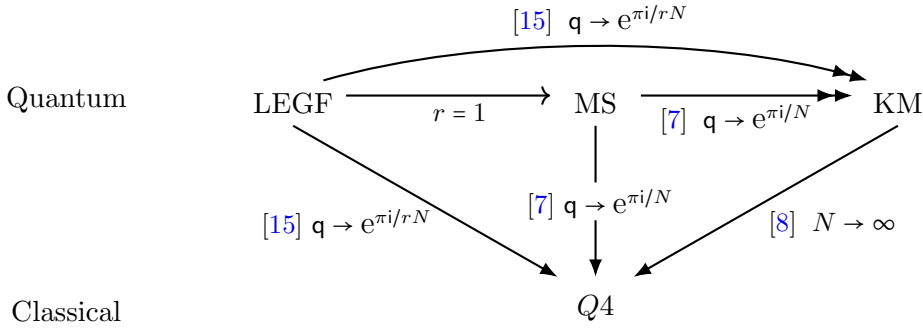 [15] q → e^{πi/rN}
Quantum LEGF MS KM
r = 1
[7] q → e^{πi/N}
[15] q → e^{πi/rN} [7] q → e^{πi/N} [8] N → ∞
Q4
Classical